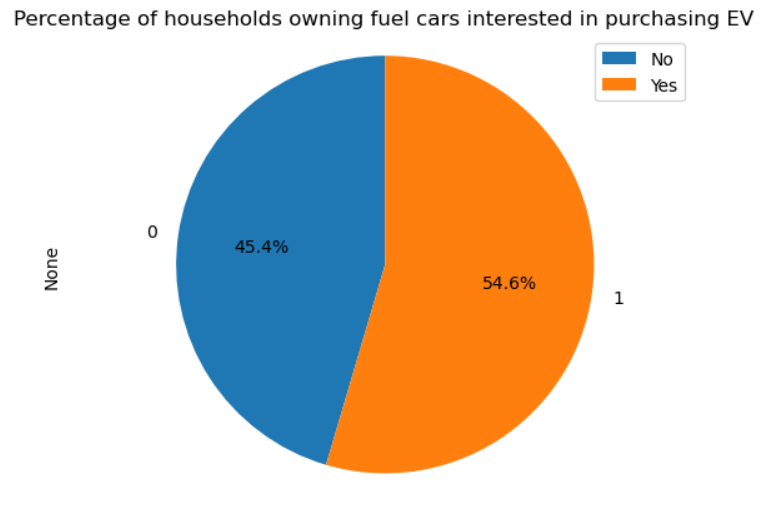 Percentage of households owning fuel cars interested in purchasing EV
No
Yes
0
45.4%
None
54.6%
1